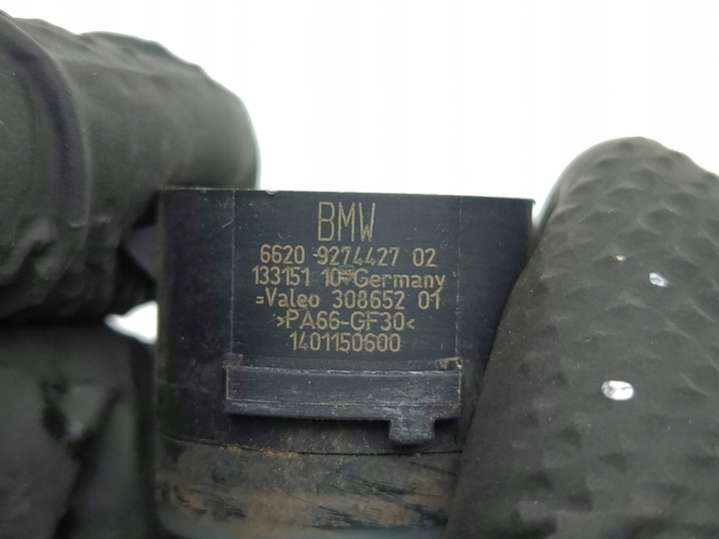 BMW
6620 9274427 02
133151 10 Germany
=Valeo 308652 01
>PA66-GF30<
1401150600